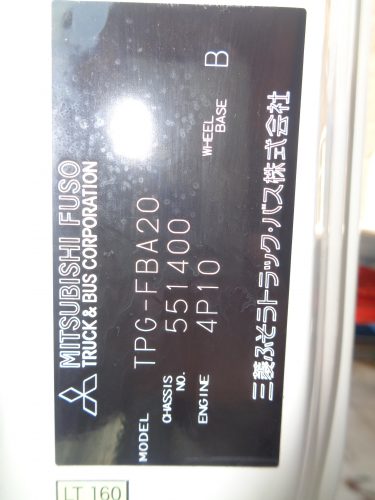 MITSUBISHI FUSO
TRUCK & BUS CORPORATION
MODEL TPG-FBA20
CHASSIS NO. 551400
ENGINE 4P10 WHEEL BASE B
三菱ふそうトラック・バス株式会社
LT 160